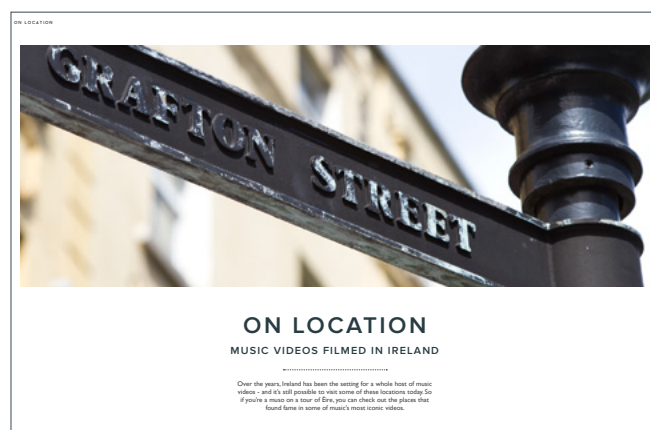 ON LOCATION
GRAFTON STREET
ON LOCATION
MUSIC VIDEOS FILMED IN IRELAND
Over the years, Ireland has been the setting for a whole host of music
videos - and it's still possible to visit some of these locations today. So
if you're a muso on a tour of Éire, you can check out the places that
found fame in some of music's most iconic videos.